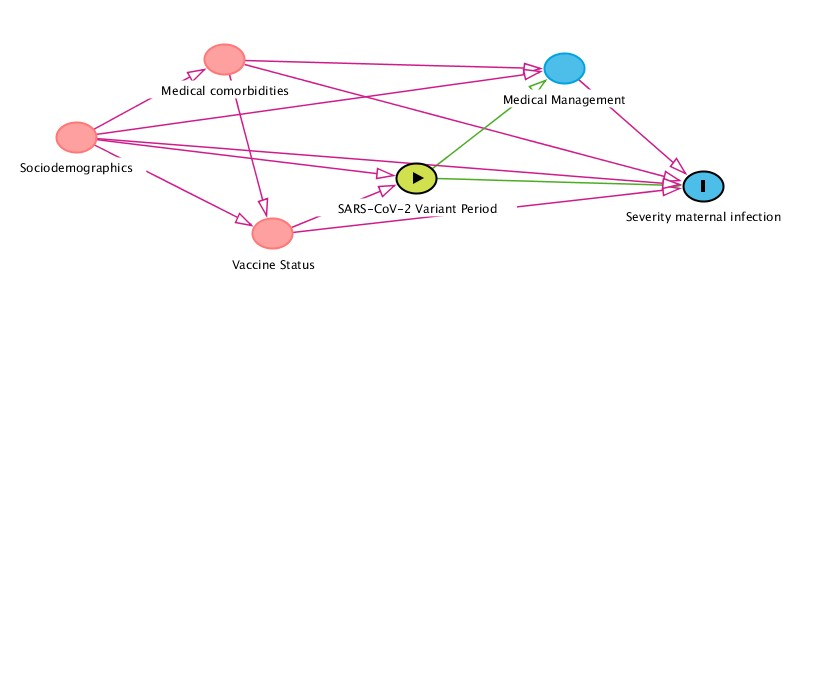 Medical comorbidities
Medical Management
Sociodemographics
SARS-CoV-2 Variant Period
Severity maternal infection
Vaccine Status